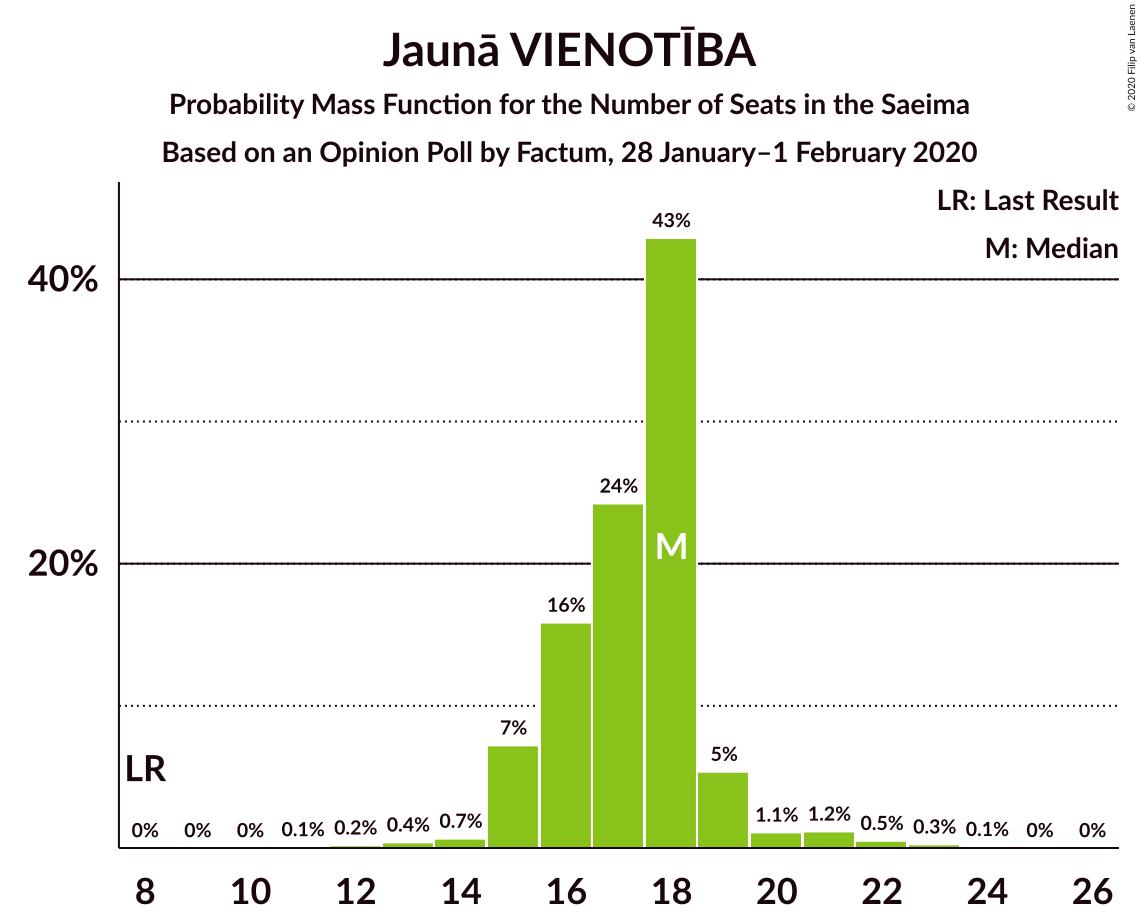 Jaunā VIENOTĪBA
Probability Mass Function for the Number of Seats in the Saeima
Based on an Opinion Poll by Factum, 28 January–1 February 2020
© 2020 Filip van Laenen
LR: Last Result
M: Median
43%
40%
24%
M
20%
16%
7%
5%
LR
0% 0% 0% 0.1% 0.2% 0.4% 0.7% 1.1% 1.2% 0.5% 0.3% 0.1% 0% 0%
8 10 12 14 16 18 20 22 24 26